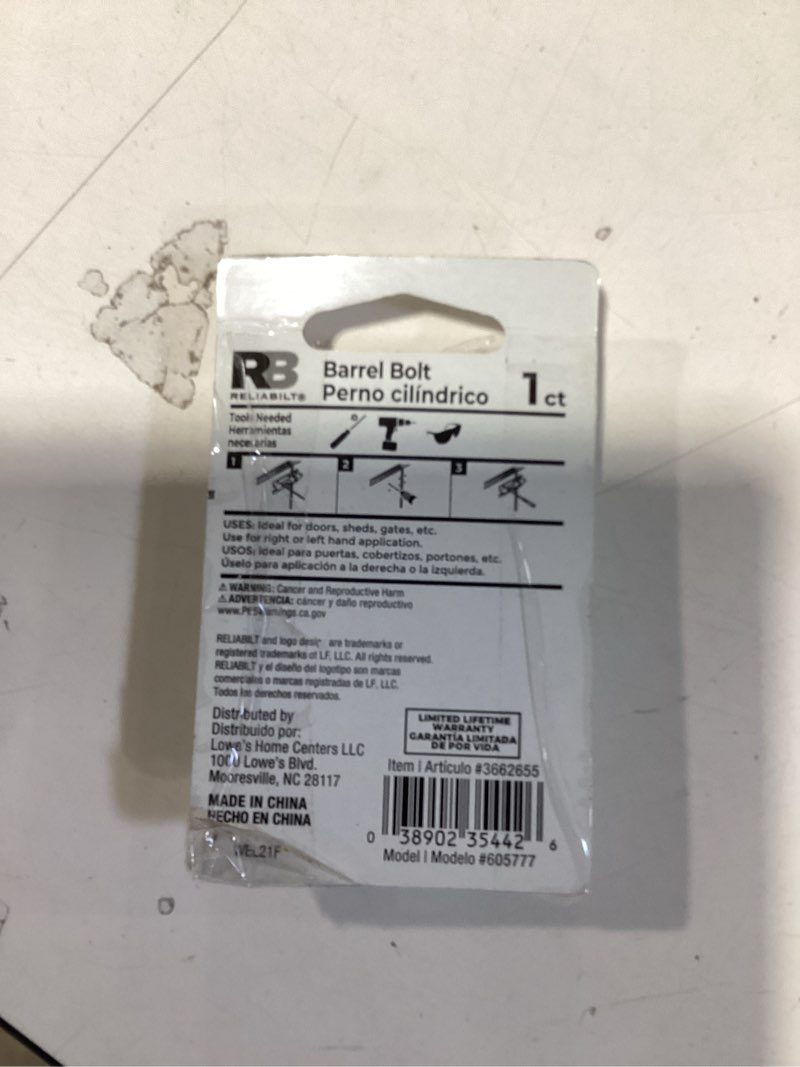 RB
RELIABILT®
Barrel Bolt
Perno cilíndrico
1 ct
Tools Needed
Herramientas
necesarias
1 2 3
USES: Ideal for doors, sheds, gates, etc.
Use for right or left hand application.
USOS: Ideal para puertas, cobertizos, portones, etc.
Úselo para aplicación a la derecha o la izquierda.
⚠ WARNING: Cancer and Reproductive Harm
⚠ ADVERTENCIA: cáncer y daño reproductivo
www.P65Warnings.ca.gov
RELIABILT and logo design are trademarks or
registered trademarks of LF, LLC. All rights reserved.
RELIABILT y el diseño del logotipo son marcas
comerciales o marcas registradas de LF, LLC.
Todos los derechos reservados.
Distributed by
Distribuido por:
Lowe's Home Centers LLC
1000 Lowe's Blvd.
Mooresville, NC 28117
MADE IN CHINA
HECHO EN CHINA
LIMITED LIFETIME
WARRANTY
GARANTÍA LIMITADA
DE POR VIDA
Item | Artículo #3662655
0 38902 35442 6
Model | Modelo #605777